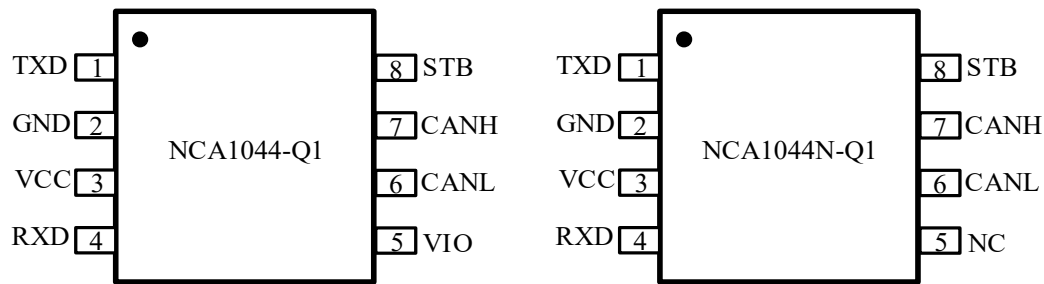 TXD 1 8 STB TXD 1 8 STB
GND 2 7 CANH GND 2 7 CANH
NCA1044-Q1 NCA1044N-Q1
VCC 3 6 CANL VCC 3 6 CANL
RXD 4 5 VIO RXD 4 5 NC